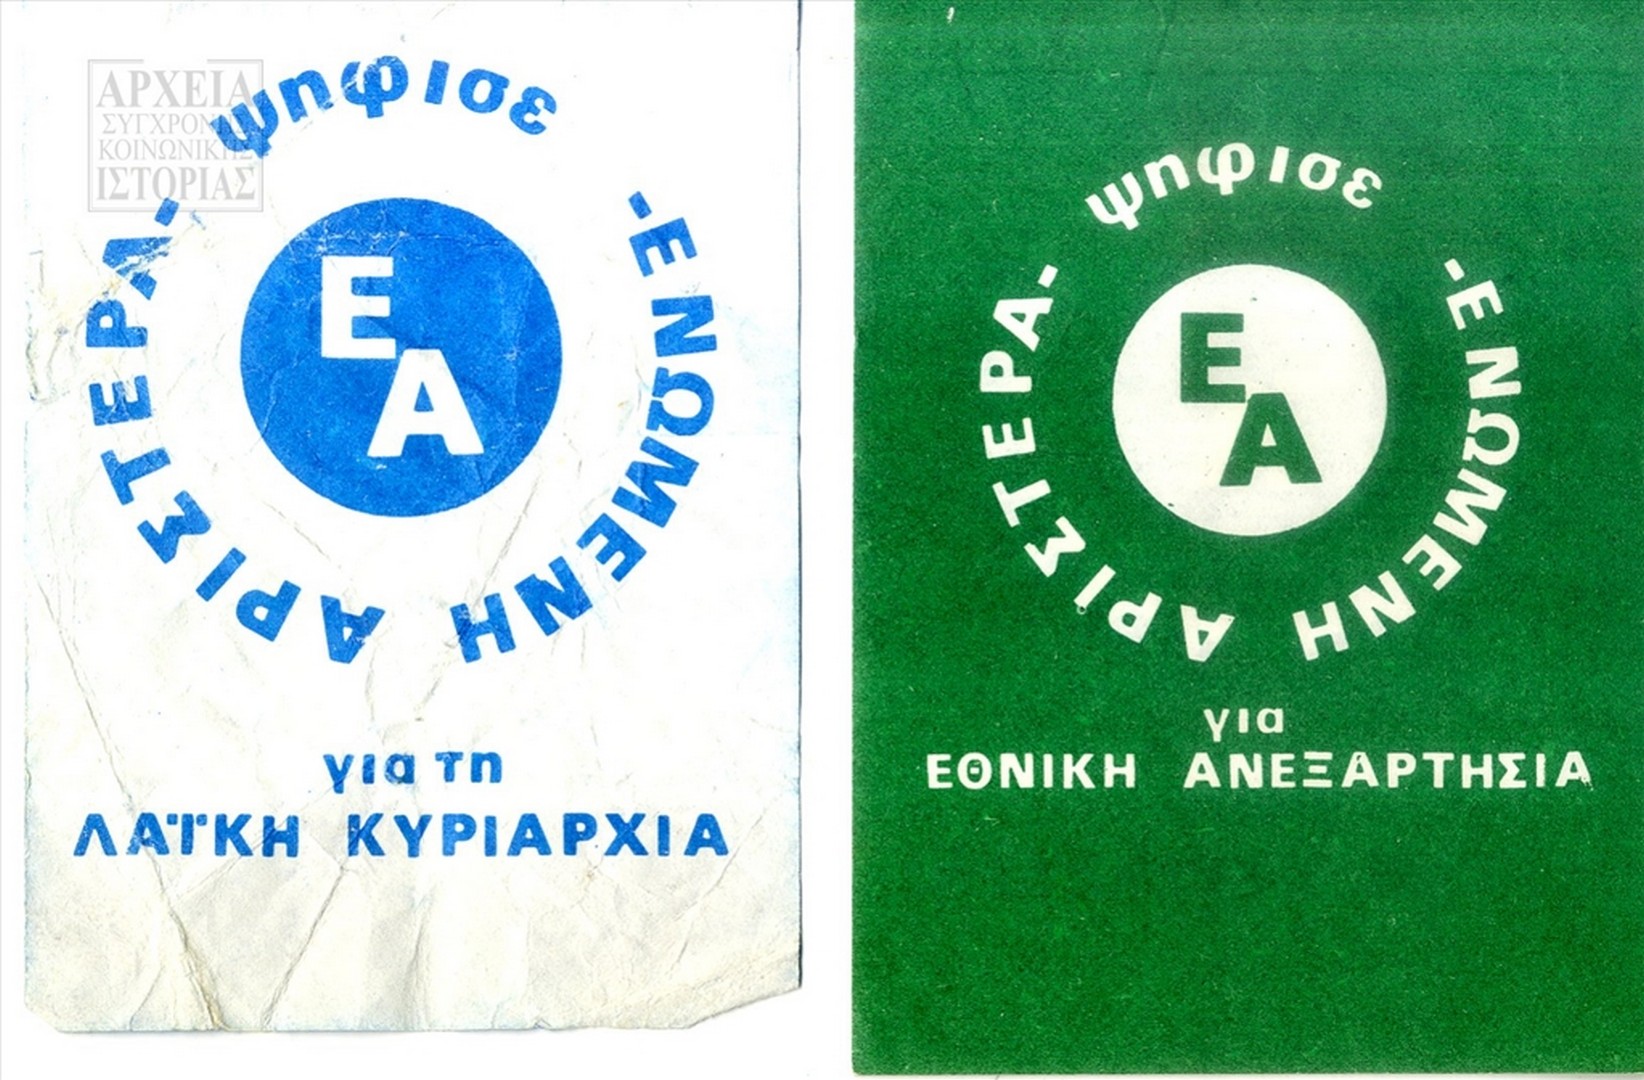 ΑΡΧΕΙΑ
ΣΥΓΧΡΟΝΗΣ
ΚΟΙΝΩΝΙΚΗΣ
ΙΣΤΟΡΙΑΣ
ψηφισε
-ΕΝΩΜΕΝΗ ΑΡΙΣΤΕΡΑ-
ΕΑ
για τη
ΛΑΪΚΗ ΚΥΡΙΑΡΧΙΑ
ψηφισε
-ΕΝΩΜΕΝΗ ΑΡΙΣΤΕΡΑ-
ΕΑ
για
ΕΘΝΙΚΗ ΑΝΕΞΑΡΤΗΣΙΑ